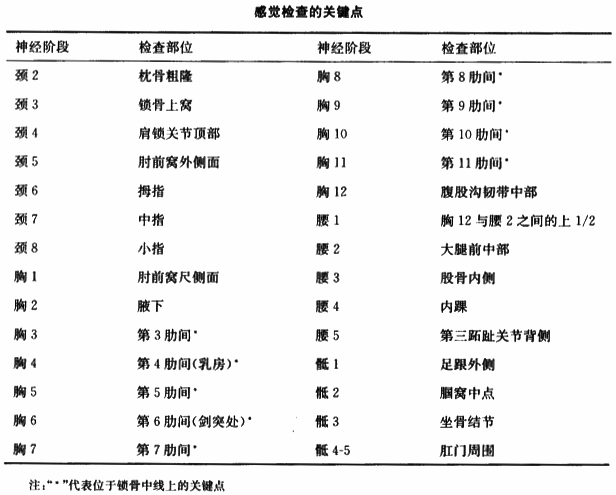 感觉检查的关键点
神经阶段 检查部位 神经阶段 检查部位
颈 2 枕骨粗隆 胸 8 第 8 肋间*
颈 3 锁骨上窝 胸 9 第 9 肋间*
颈 4 肩锁关节顶部 胸 10 第 10 肋间*
颈 5 肘前窝外侧面 胸 11 第 11 肋间*
颈 6 拇指 胸 12 腹股沟韧带中部
颈 7 中指 腰 1 胸 12 与腰 2 之间的上 1/2
颈 8 小指 腰 2 大腿前中部
胸 1 肘前窝尺侧面 腰 3 股骨内侧
胸 2 腋下 腰 4 内踝
胸 3 第 3 肋间* 腰 5 第三跖趾关节背侧
胸 4 第 4 肋间(乳房)* 骶 1 足跟外侧
胸 5 第 5 肋间* 骶 2 腘窝中点
胸 6 第 6 肋间(剑突处)* 骶 3 坐骨结节
胸 7 第 7 肋间* 骶 4-5 肛门周围
注:“*”代表位于锁骨中线上的关键点